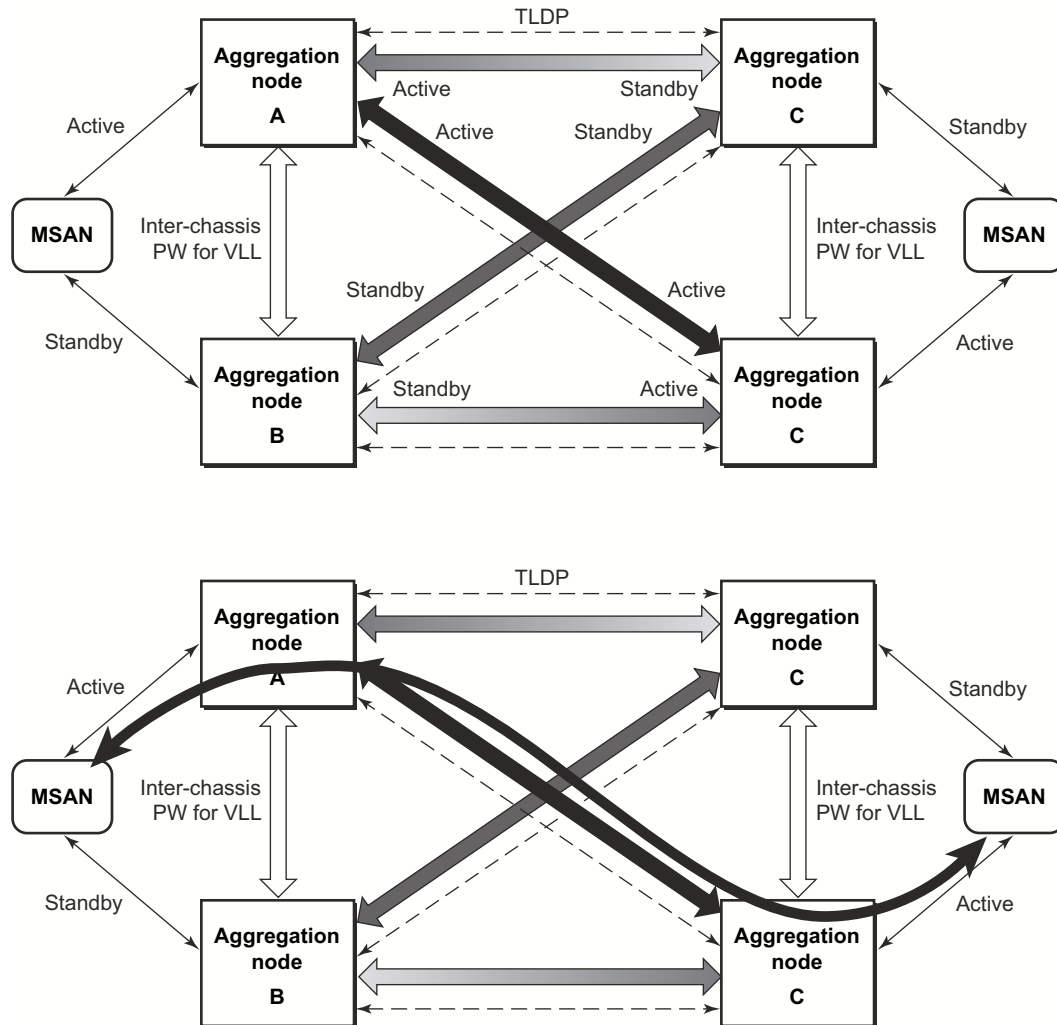 TLDP
Aggregation
node
A
Aggregation
node
C
Active
Standby
Active
Standby
Active
Standby
MSAN
Inter-chassis
PW for VLL
Inter-chassis
PW for VLL
MSAN
Standby
Active
Standby
Active
Standby
Active
Aggregation
node
B
Aggregation
node
C
TLDP
Aggregation
node
A
Aggregation
node
C
Active
Standby
MSAN
Inter-chassis
PW for VLL
Inter-chassis
PW for VLL
MSAN
Standby
Active
Aggregation
node
B
Aggregation
node
C